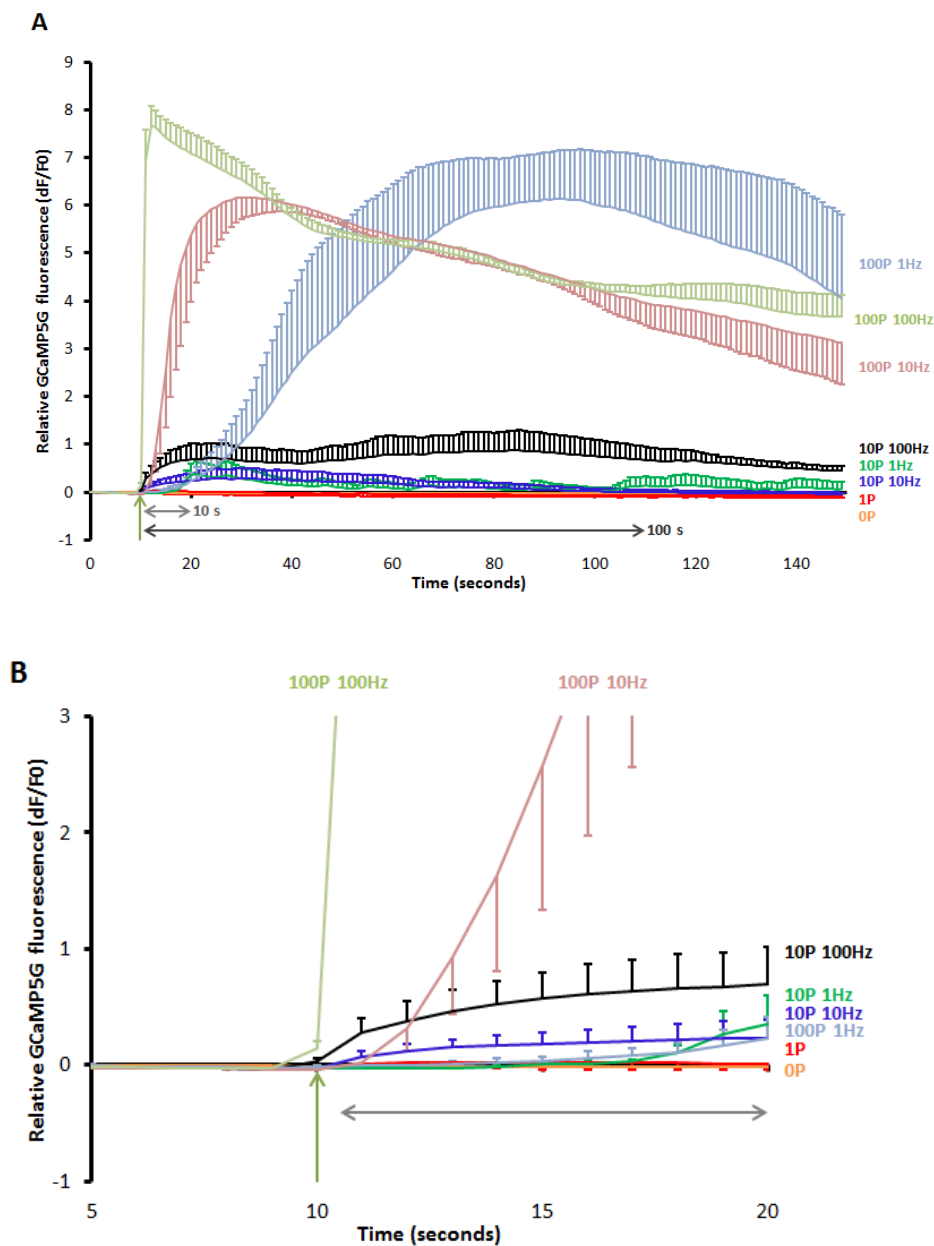 A
Relative GCaMP5G fluorescence (dF/F0)
9
8
7
6
5
4
3
2
1
0
-1
100P 1Hz
100P 100Hz
100P 10Hz
10P 100Hz
10P 1Hz
10P 10Hz
1P
0P
10 s
100 s
0 20 40 60 80 100 120 140
Time (seconds)
B
100P 100Hz
100P 10Hz
Relative GCaMP5G fluorescence (dF/F0)
3
2
1
0
-1
10P 100Hz
10P 1Hz
10P 10Hz
100P 1Hz
1P
0P
5 10 15 20
Time (seconds)